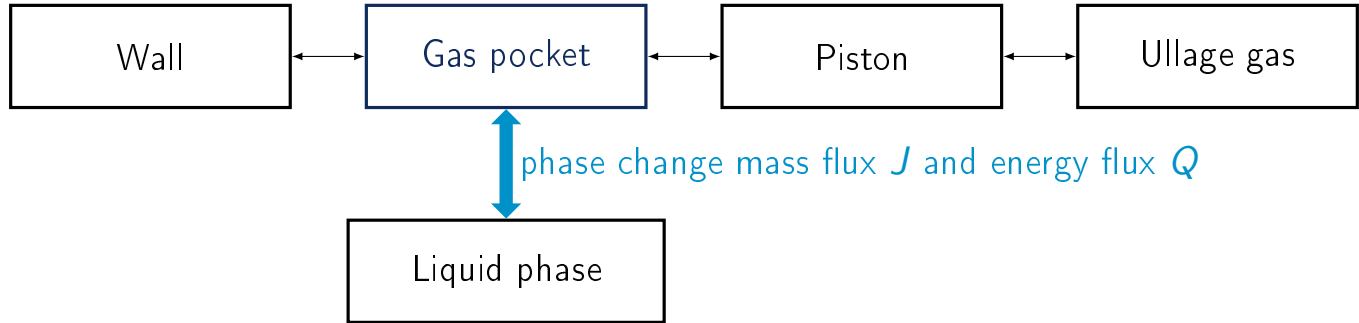 Wall
Gas pocket
Piston
Ullage gas
phase change mass flux J and energy flux Q
Liquid phase